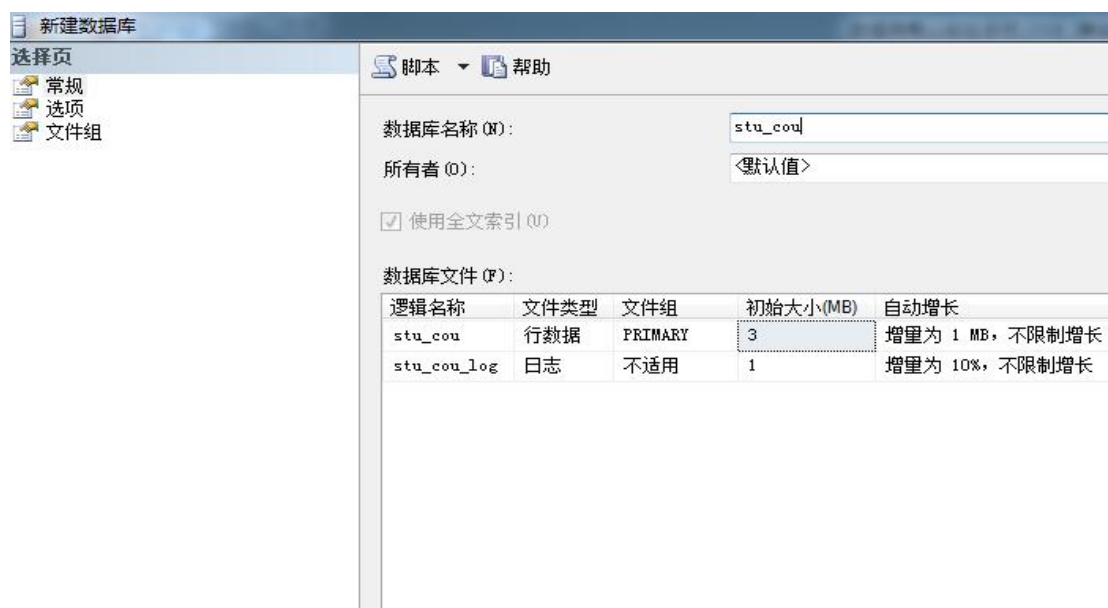 新建数据库
选择页
常规
选项
文件组
脚本 帮助
数据库名称(N): stu_cou
所有者(O): <默认值>
使用全文索引(U)
数据库文件(F):
逻辑名称 文件类型 文件组 初始大小(MB) 自动增长
stu_cou 行数据 PRIMARY 3 增量为 1 MB，不限制增长
stu_cou_log 日志 不适用 1 增量为 10%，不限制增长